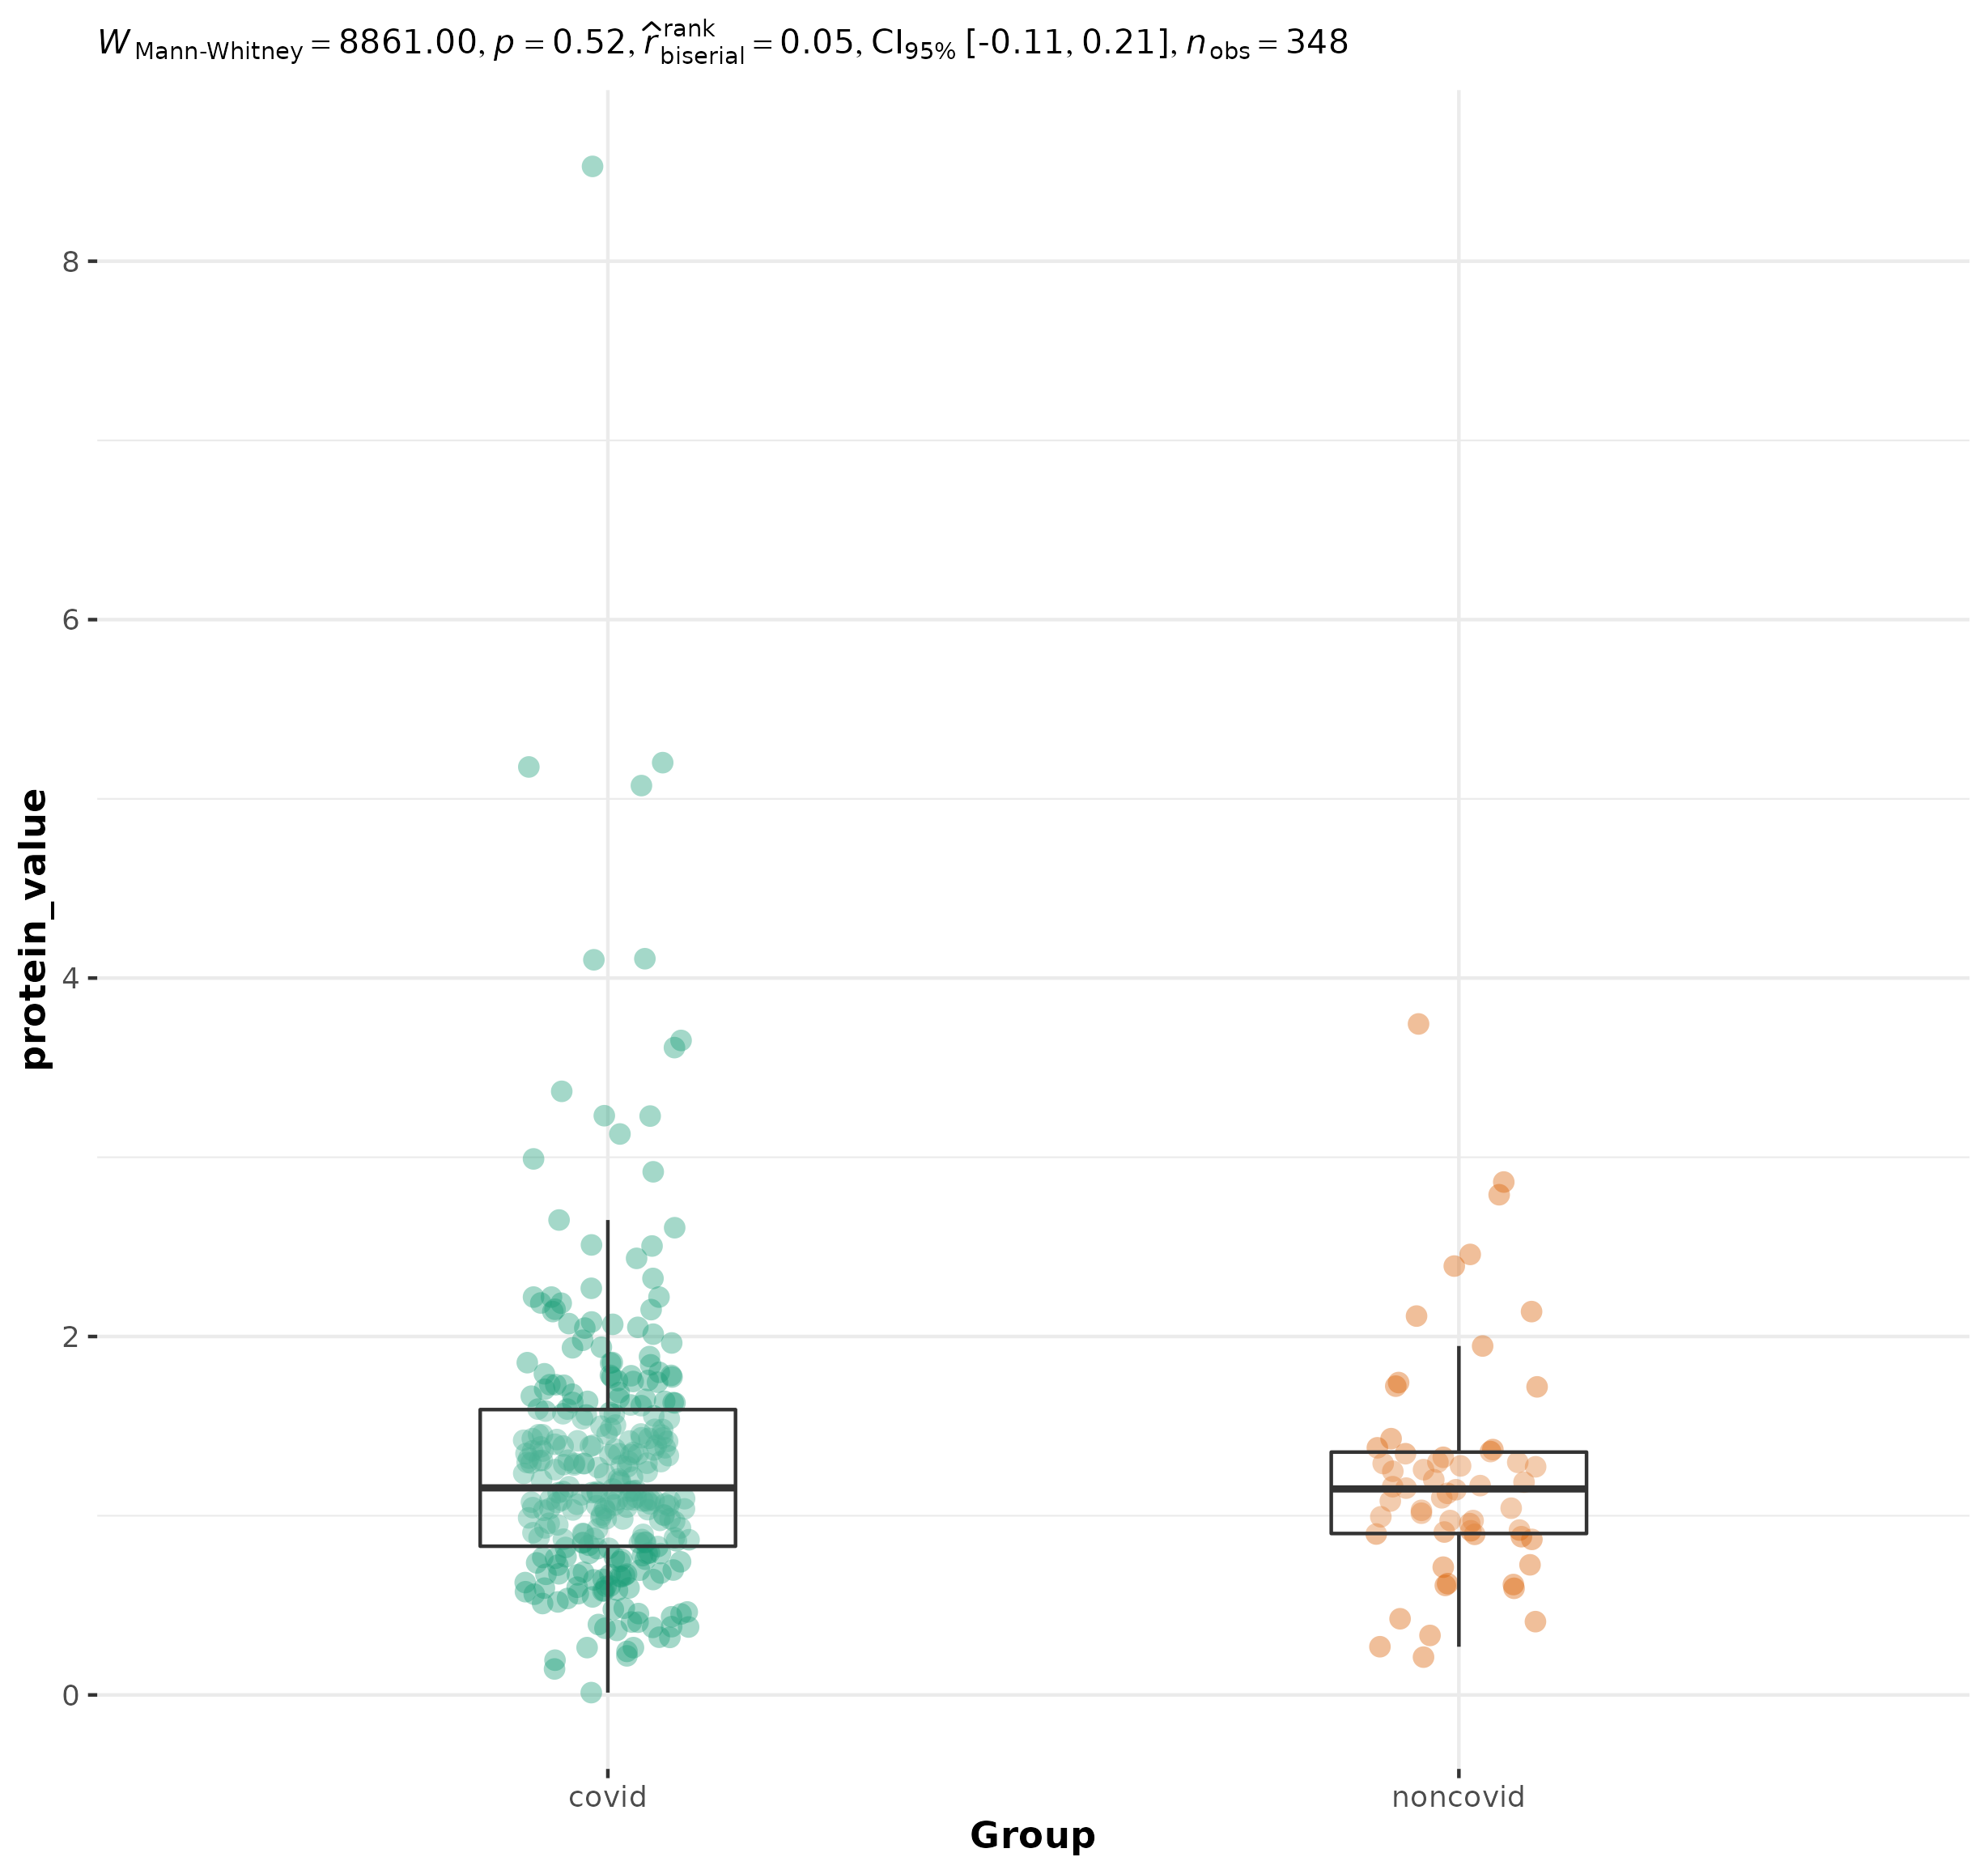 W Mann-Whitney = 8861.00, p = 0.52, r̂ rank biserial = 0.05, CI95% [-0.11, 0.21], n obs = 348
8
6
4
2
0
protein_value
covid noncovid
Group